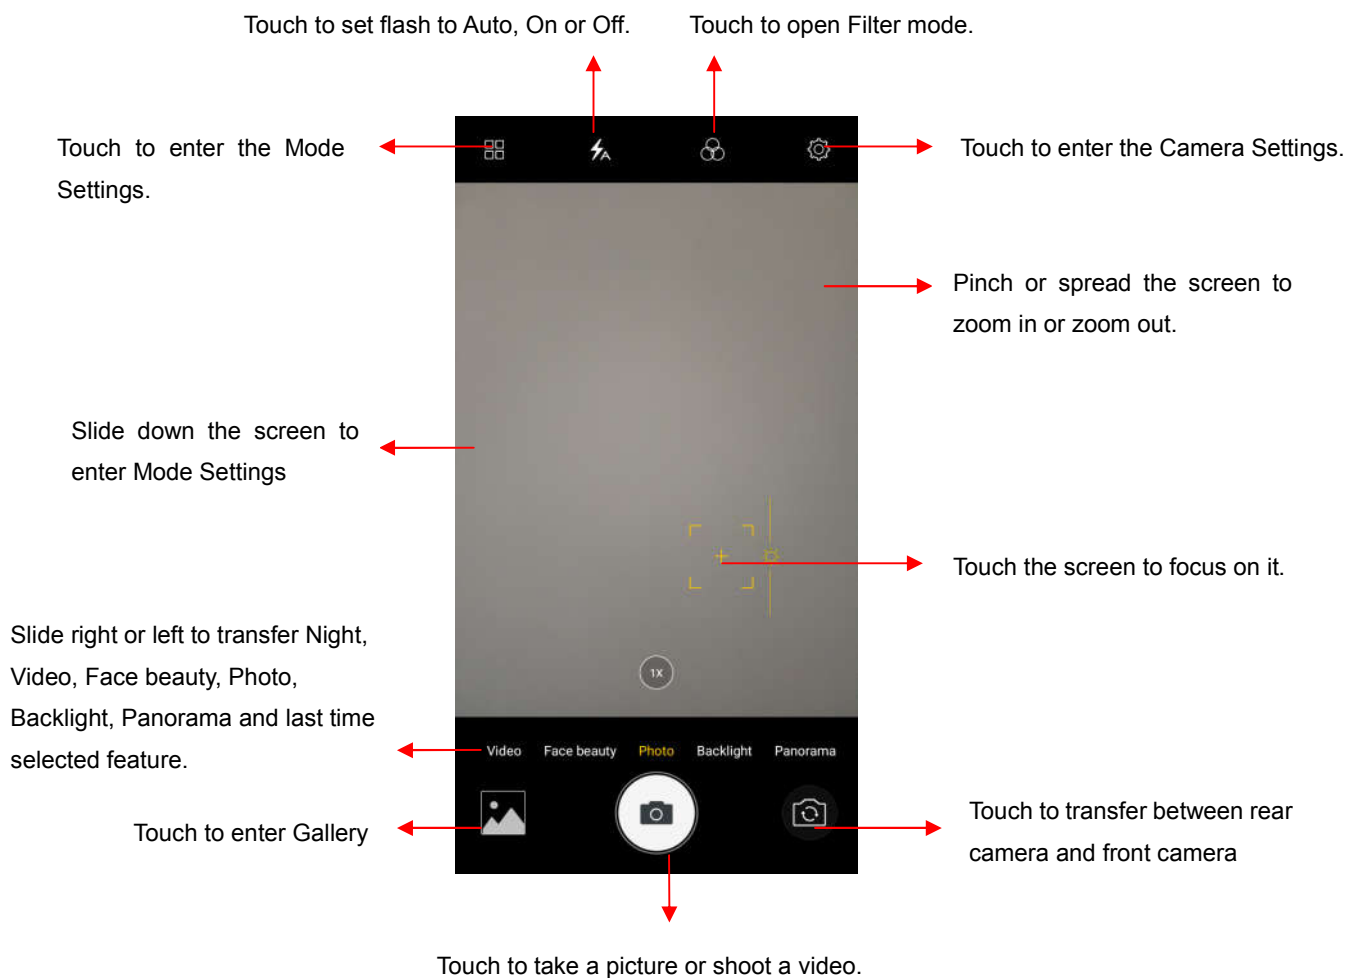 Touch to set flash to Auto, On or Off.
Touch to open Filter mode.
Touch to enter the Mode
Settings.
A
Touch to enter the Camera Settings.
Pinch or spread the screen to
zoom in or zoom out.
Slide down the screen to
enter Mode Settings
Touch the screen to focus on it.
Slide right or left to transfer Night,
Video, Face beauty, Photo,
Backlight, Panorama and last time
selected feature.
1X
Video Face beauty Photo Backlight Panorama
Touch to enter Gallery
Touch to transfer between rear
camera and front camera
Touch to take a picture or shoot a video.